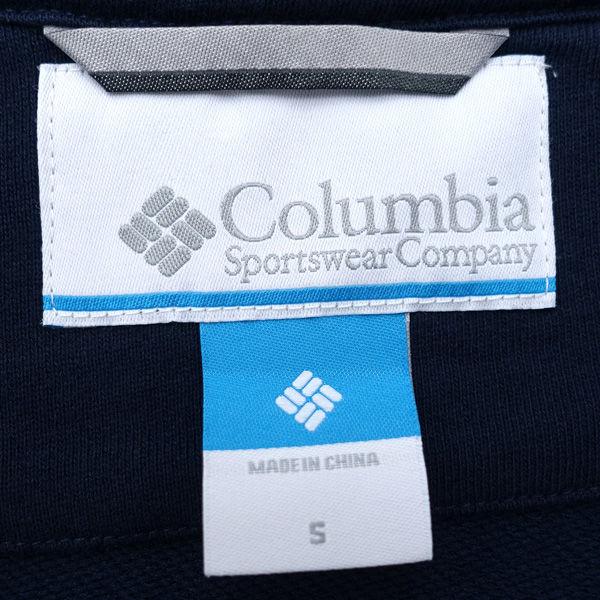 Columbia
Sportswear Company
MADE IN CHINA
S